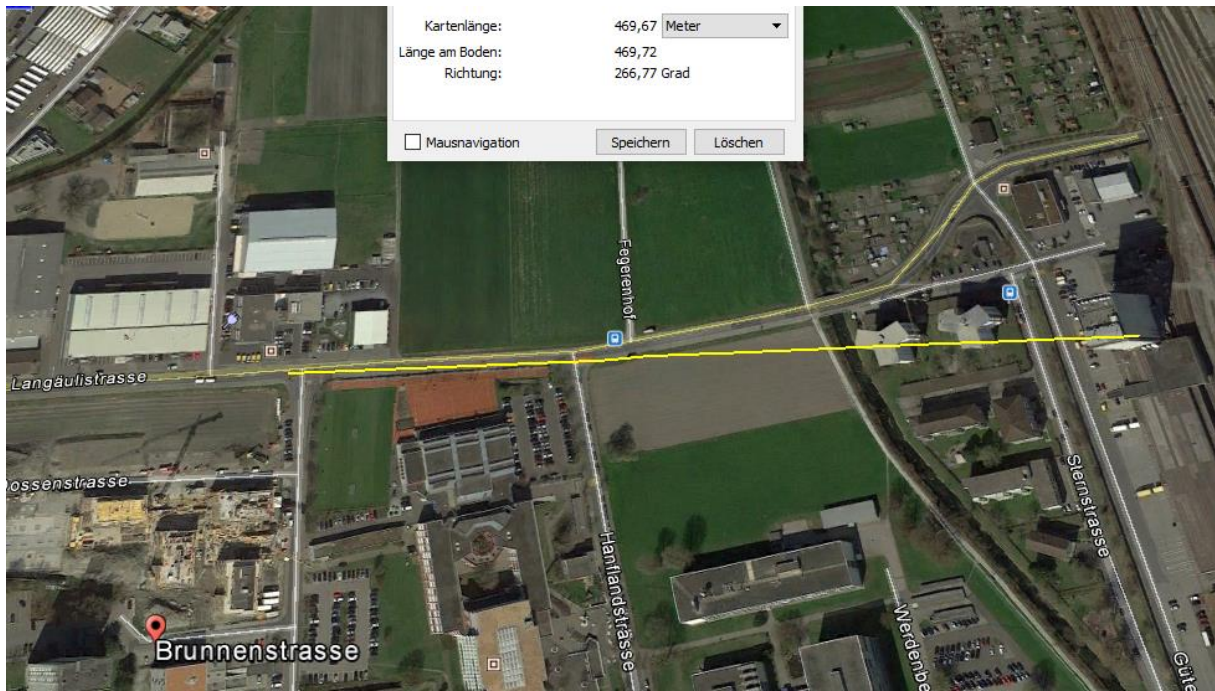 Kartenlänge: 469,67 Meter
Länge am Boden: 469,72
Richtung: 266,77 Grad
Mausnavigation Speichern Löschen
Fegerenhof
Langäulistrasse
ossenstrasse
Sternstrasse
Hanflandstrasse
Werdenbe
Güte
Brunnenstrasse